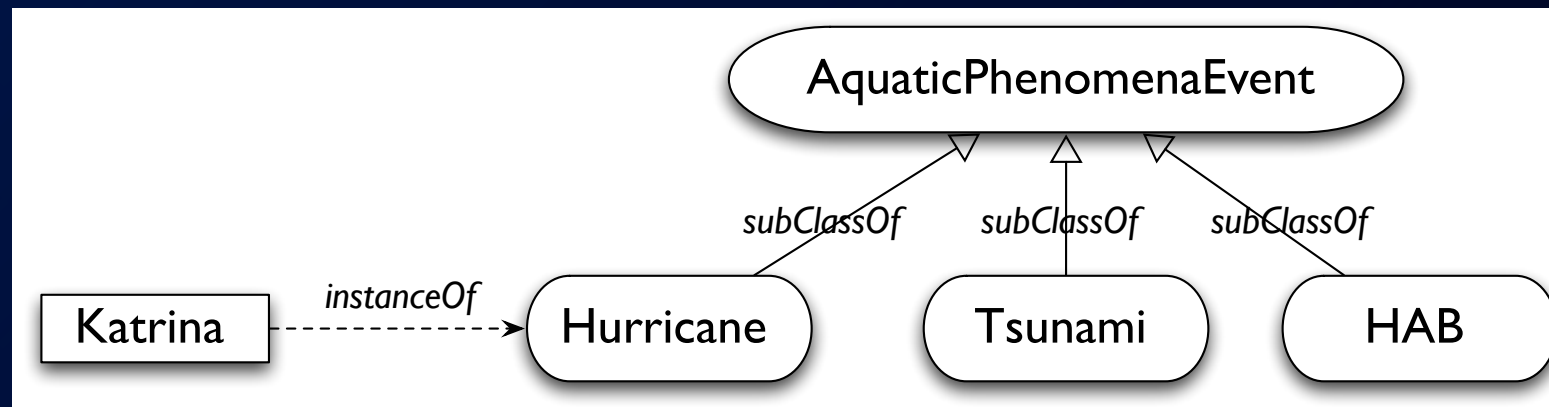 AquaticPhenomenaEvent
subClassOf
subClassOf
subClassOf
instanceOf
Katrina
Hurricane
Tsunami
HAB